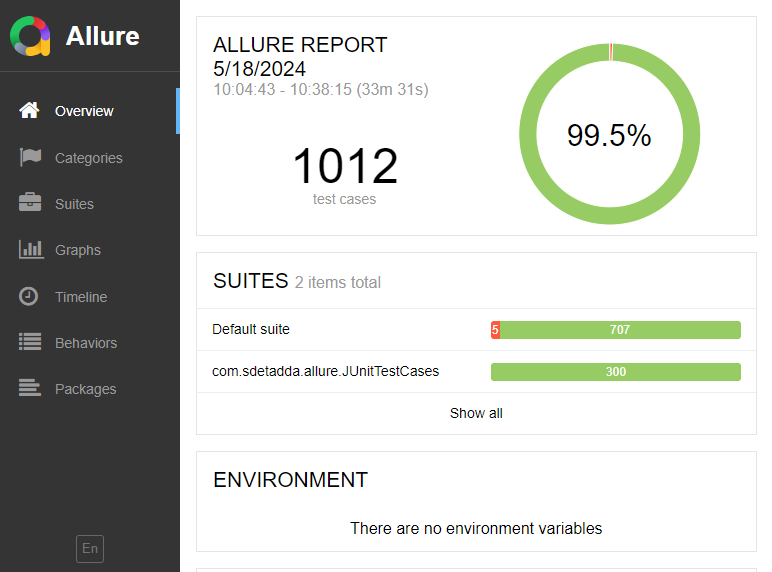 Allure
Overview
Categories
Suites
Graphs
Timeline
Behaviors
Packages
En
ALLURE REPORT
5/18/2024
10:04:43 - 10:38:15 (33m 31s)
1012
test cases
99.5%
SUITES 2 items total
Default suite 5 707
com.sdetadda.allure.JUnitTestCases 300
Show all
ENVIRONMENT
There are no environment variables